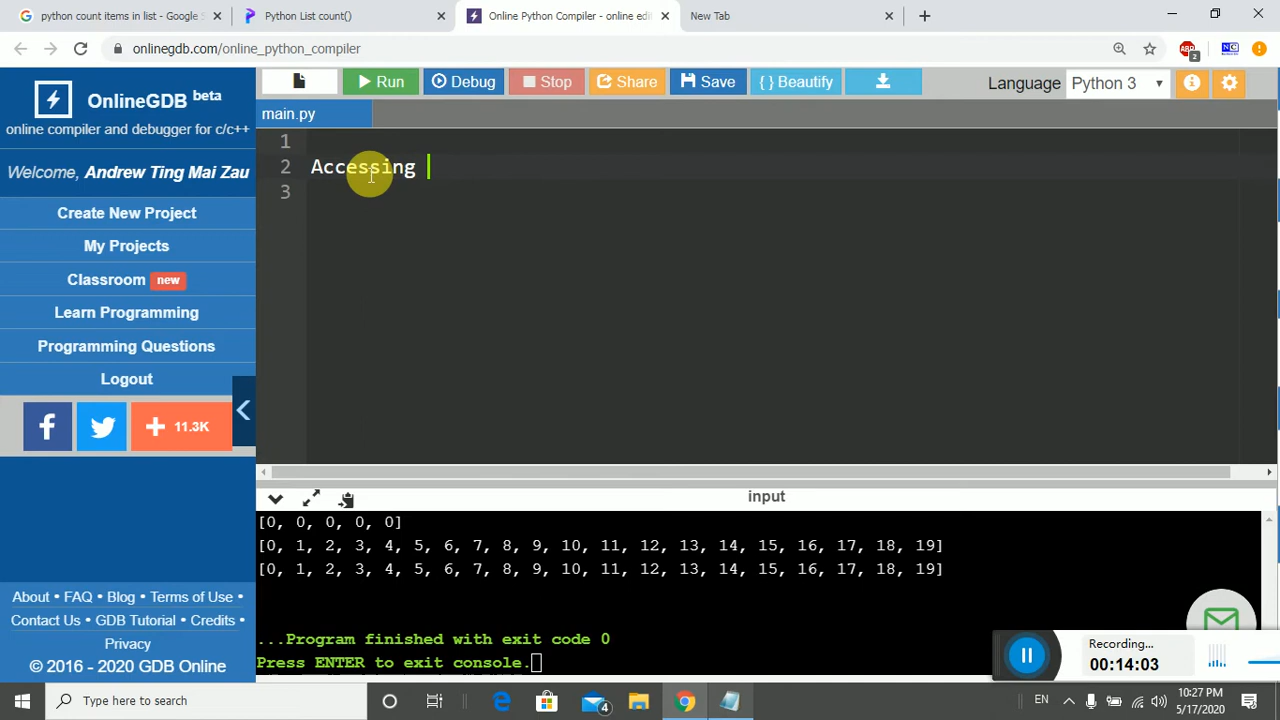 python count items in list - Google S
Python List count()
Online Python Compiler - online edi
New Tab
onlinegdb.com/online_python_compiler
ABP
2
NC
OnlineGDB beta
online compiler and debugger for c/c++
Welcome, Andrew Ting Mai Zau
Create New Project
My Projects
Classroom new
Learn Programming
Programming Questions
Logout
11.3K
About • FAQ • Blog • Terms of Use •
Contact Us • GDB Tutorial • Credits •
Privacy
© 2016 - 2020 GDB Online
Run Debug Stop Share Save { } Beautify Language Python 3
main.py
1
2 Accessing
3
input
[0, 0, 0, 0, 0]
[0, 1, 2, 3, 4, 5, 6, 7, 8, 9, 10, 11, 12, 13, 14, 15, 16, 17, 18, 19]
[0, 1, 2, 3, 4, 5, 6, 7, 8, 9, 10, 11, 12, 13, 14, 15, 16, 17, 18, 19]
...Program finished with exit code 0
Press ENTER to exit console.
Recording...
00:14:03
Type here to search
4
EN
10:27 PM
5/17/2020